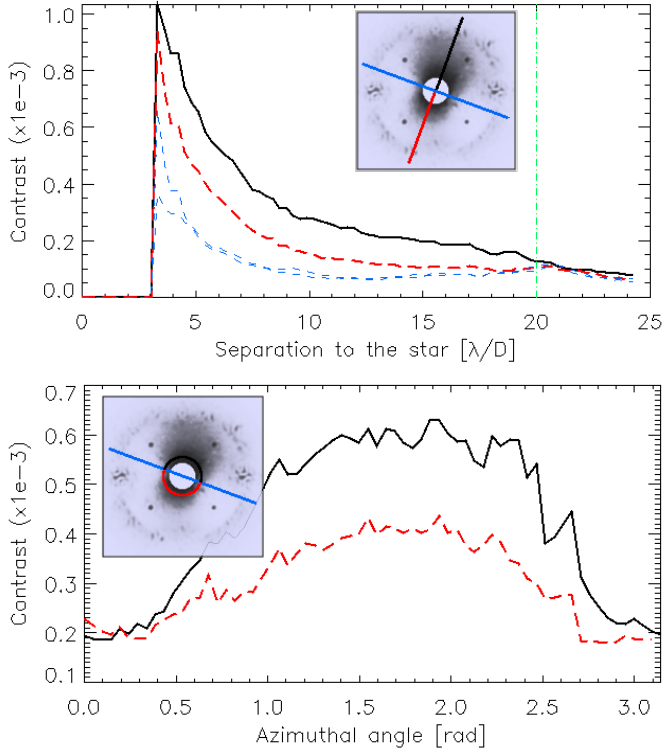 1.0
0.8
0.6
0.4
0.2
0.0
Contrast (×1e−3)
0 5 10 15 20 25
Separation to the star [λ/D]
0.7
0.6
0.5
0.4
0.3
0.2
0.1
Contrast (×1e−3)
0.0 0.5 1.0 1.5 2.0 2.5 3.0
Azimuthal angle [rad]